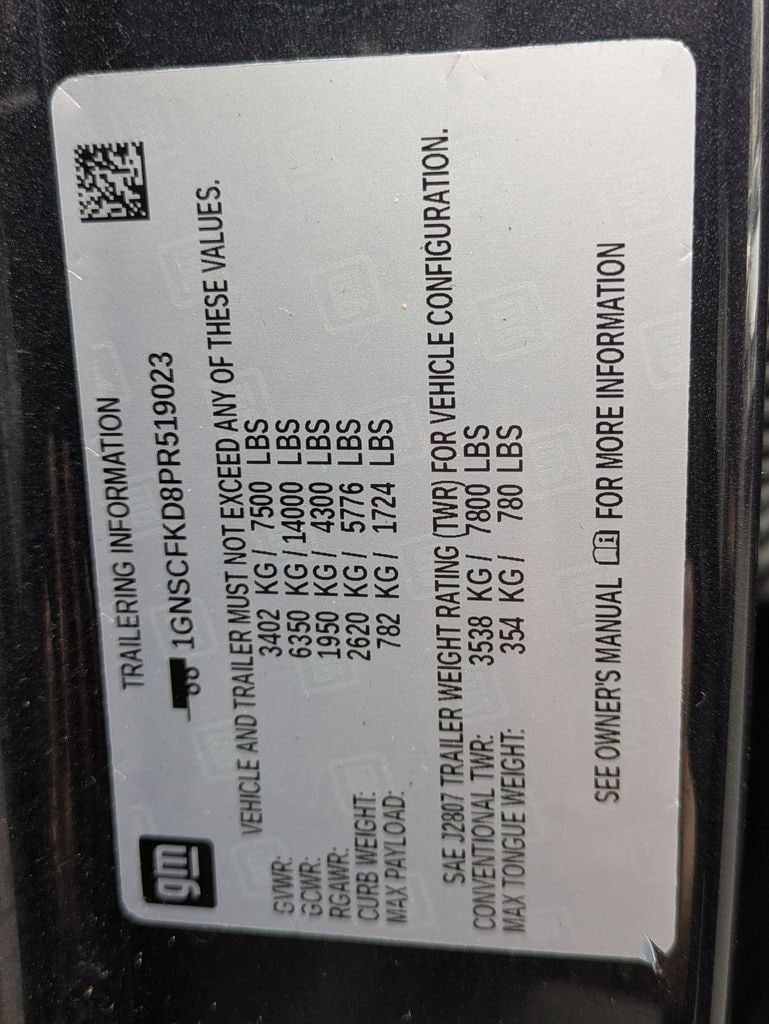 gm
TRAILERING INFORMATION
1GNSCFKD8PR519023
VEHICLE AND TRAILER MUST NOT EXCEED ANY OF THESE VALUES.
GVWR: 3402 KG / 7500 LBS
GCWR: 6350 KG / 14000 LBS
RGAWR: 1950 KG / 4300 LBS
CURB WEIGHT: 2620 KG / 5776 LBS
MAX PAYLOAD: 782 KG / 1724 LBS
SAE J2807 TRAILER WEIGHT RATING (TWR) FOR VEHICLE CONFIGURATION.
CONVENTIONAL TWR: 3538 KG / 7800 LBS
MAX TONGUE WEIGHT: 354 KG / 780 LBS
SEE OWNER'S MANUAL FOR MORE INFORMATION